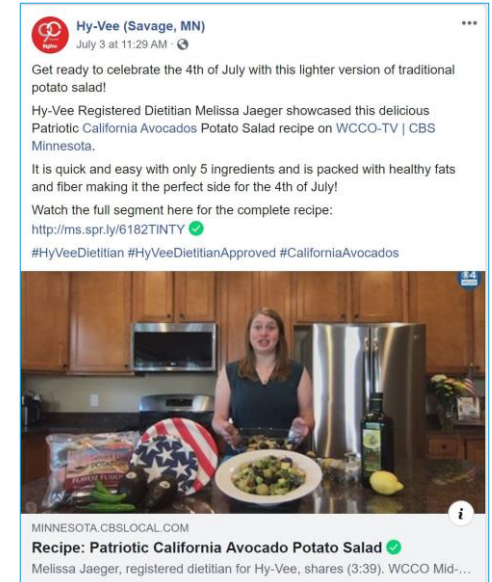 Hy-Vee (Savage, MN)
July 3 at 11:29 AM ·
Get ready to celebrate the 4th of July with this lighter version of traditional
potato salad!
Hy-Vee Registered Dietitian Melissa Jaeger showcased this delicious
Patriotic California Avocados Potato Salad recipe on WCCO-TV | CBS
Minnesota.
It is quick and easy with only 5 ingredients and is packed with healthy fats
and fiber making it the perfect side for the 4th of July!
Watch the full segment here for the complete recipe:
http://ms.spr.ly/6182TlNTY
#HyVeeDietitian #HyVeeDietitianApproved #CaliforniaAvocados
MINNESOTA.CBSLOCAL.COM
Recipe: Patriotic California Avocado Potato Salad
Melissa Jaeger, registered dietitian for Hy-Vee, shares (3:39). WCCO Mid-...